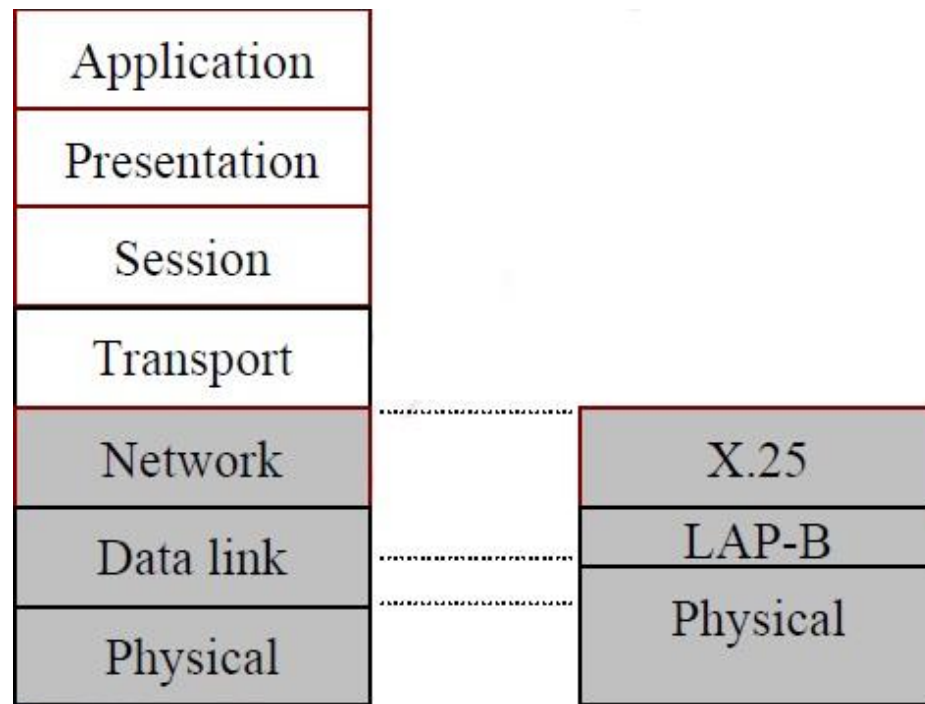 Application
Presentation
Session
Transport
Network
Data link
Physical
X.25
LAP-B
Physical